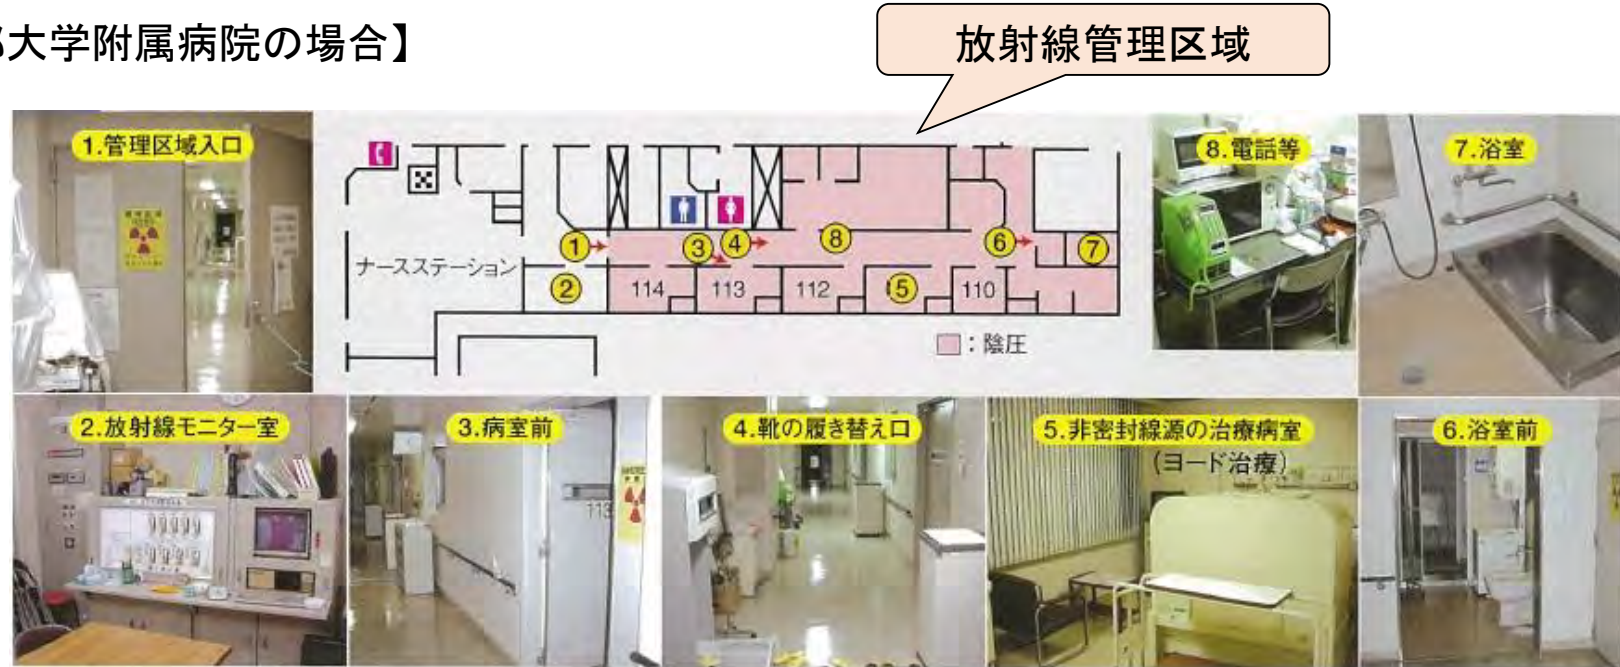 大学附属病院の場合】
放射線管理区域
1.管理区域入口
8.電話等
7.浴室
ナースステーション
1
3
4
8
6
7
2
114
113
112
5
110
：陰圧
2.放射線モニター室
3.病室前
113
4.靴の履き替え口
5.非密封線源の治療病室
(ヨード治療)
6.浴室前